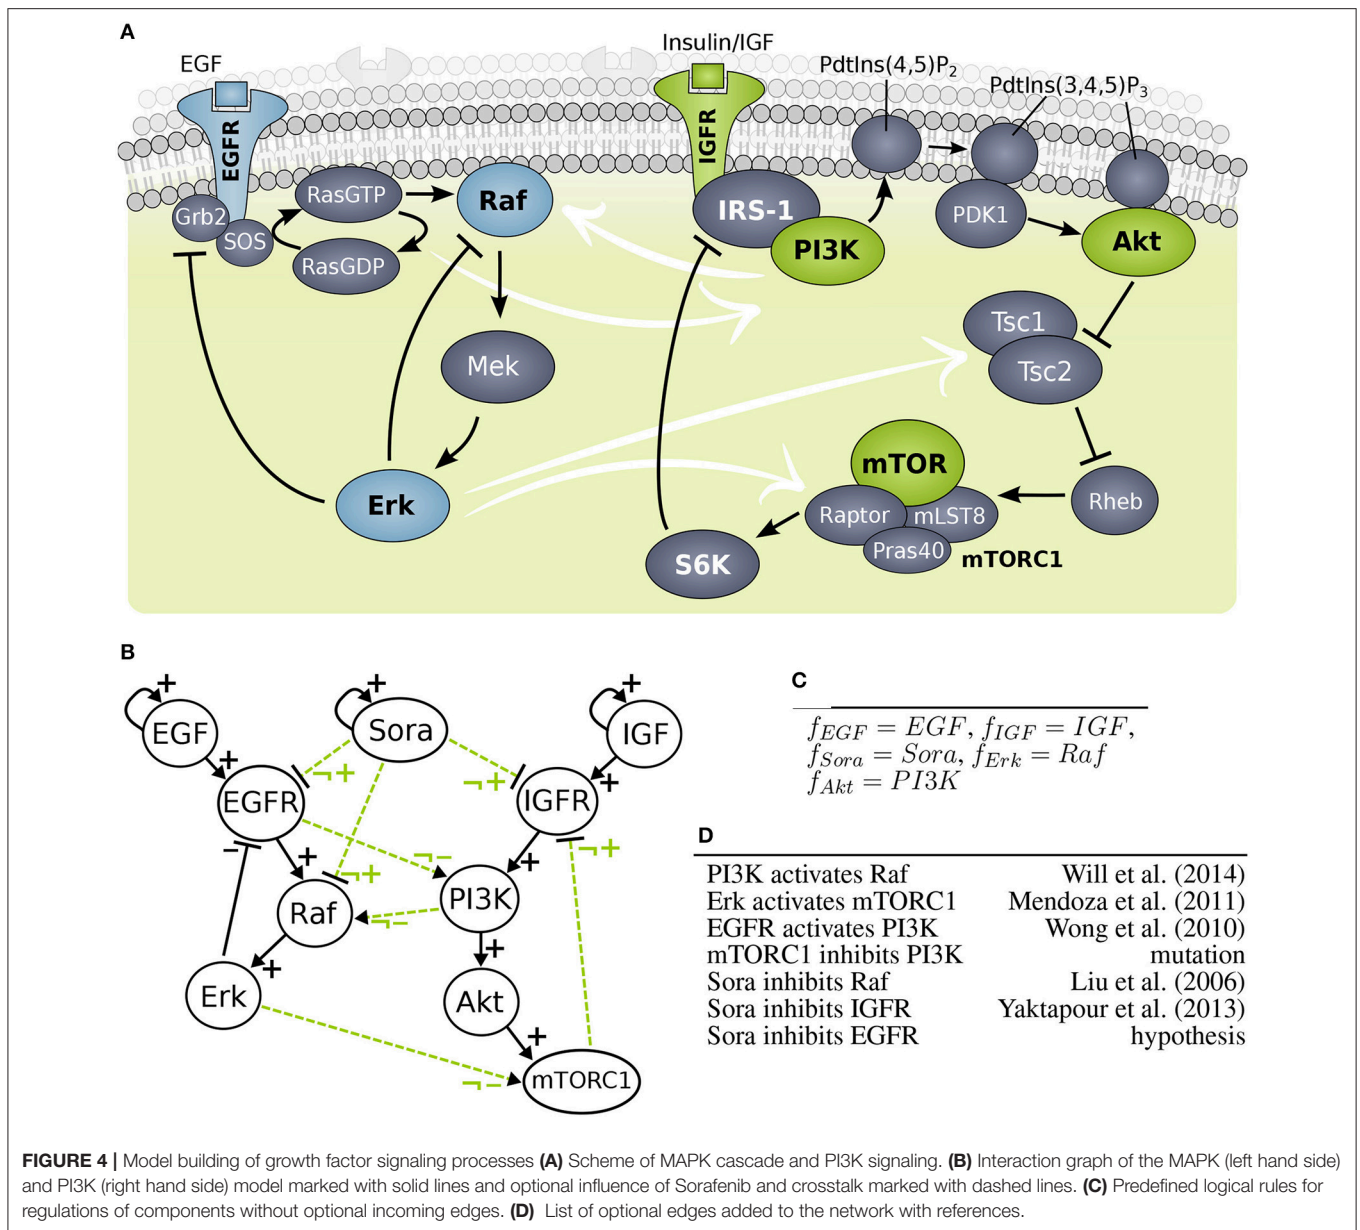 A
EGF
Insulin/IGF
PdtIns(4,5)P2
PdtIns(3,4,5)P3
EGFR
IGFR
Grb2
SOS
RasGTP
RasGDP
Raf
IRS-1
PI3K
PDK1
Akt
Mek
Tsc1
Tsc2
Erk
mTOR
Raptor
mLST8
Pras40
mTORC1
Rheb
S6K
B
+
+
+
EGF
Sora
IGF
+
¬+
¬+
+
EGFR
IGFR
−
+
¬−
+
¬+
¬+
PI3K
Raf
¬−
+
+
Erk
Akt
+
¬−
mTORC1
C
fEGF = EGF, fIGF = IGF,
fSora = Sora, fErk = Raf
fAkt = PI3K
D
PI3K activates Raf Will et al. (2014)
Erk activates mTORC1 Mendoza et al. (2011)
EGFR activates PI3K Wong et al. (2010)
mTORC1 inhibits PI3K mutation
Sora inhibits Raf Liu et al. (2006)
Sora inhibits IGFR Yaktapour et al. (2013)
Sora inhibits EGFR hypothesis
FIGURE 4 | Model building of growth factor signaling processes (A) Scheme of MAPK cascade and PI3K signaling. (B) Interaction graph of the MAPK (left hand side)
and PI3K (right hand side) model marked with solid lines and optional influence of Sorafenib and crosstalk marked with dashed lines. (C) Predefined logical rules for
regulations of components without optional incoming edges. (D) List of optional edges added to the network with references.